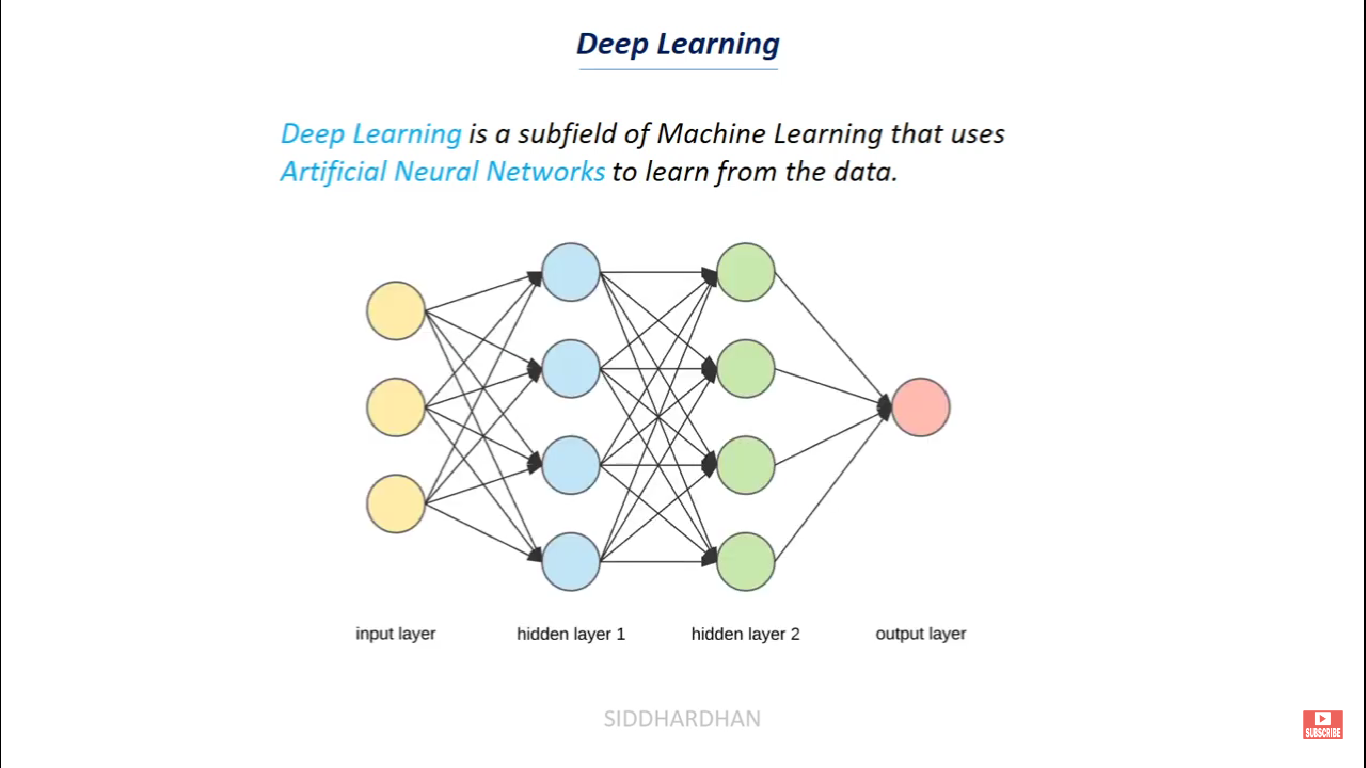 Deep Learning
Deep Learning is a subfield of Machine Learning that uses
Artificial Neural Networks to learn from the data.
input layer
hidden layer 1
hidden layer 2
output layer
SIDDHARDHAN
SUBSCRIBE